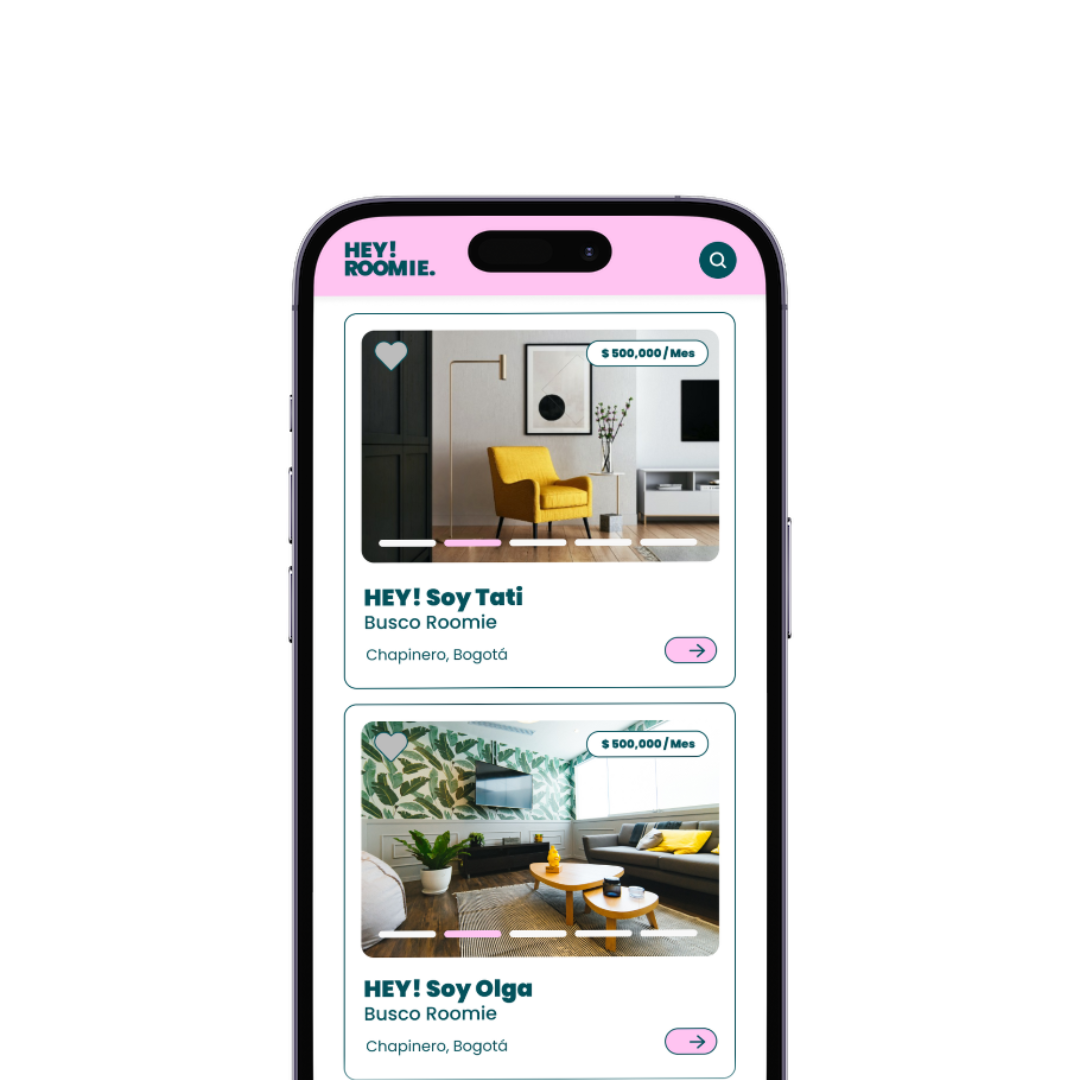 HEY!
ROOMIE.
$ 500,000 / Mes
HEY! Soy Tati
Busco Roomie
Chapinero, Bogotá
$ 500,000 / Mes
HEY! Soy Olga
Busco Roomie
Chapinero, Bogotá